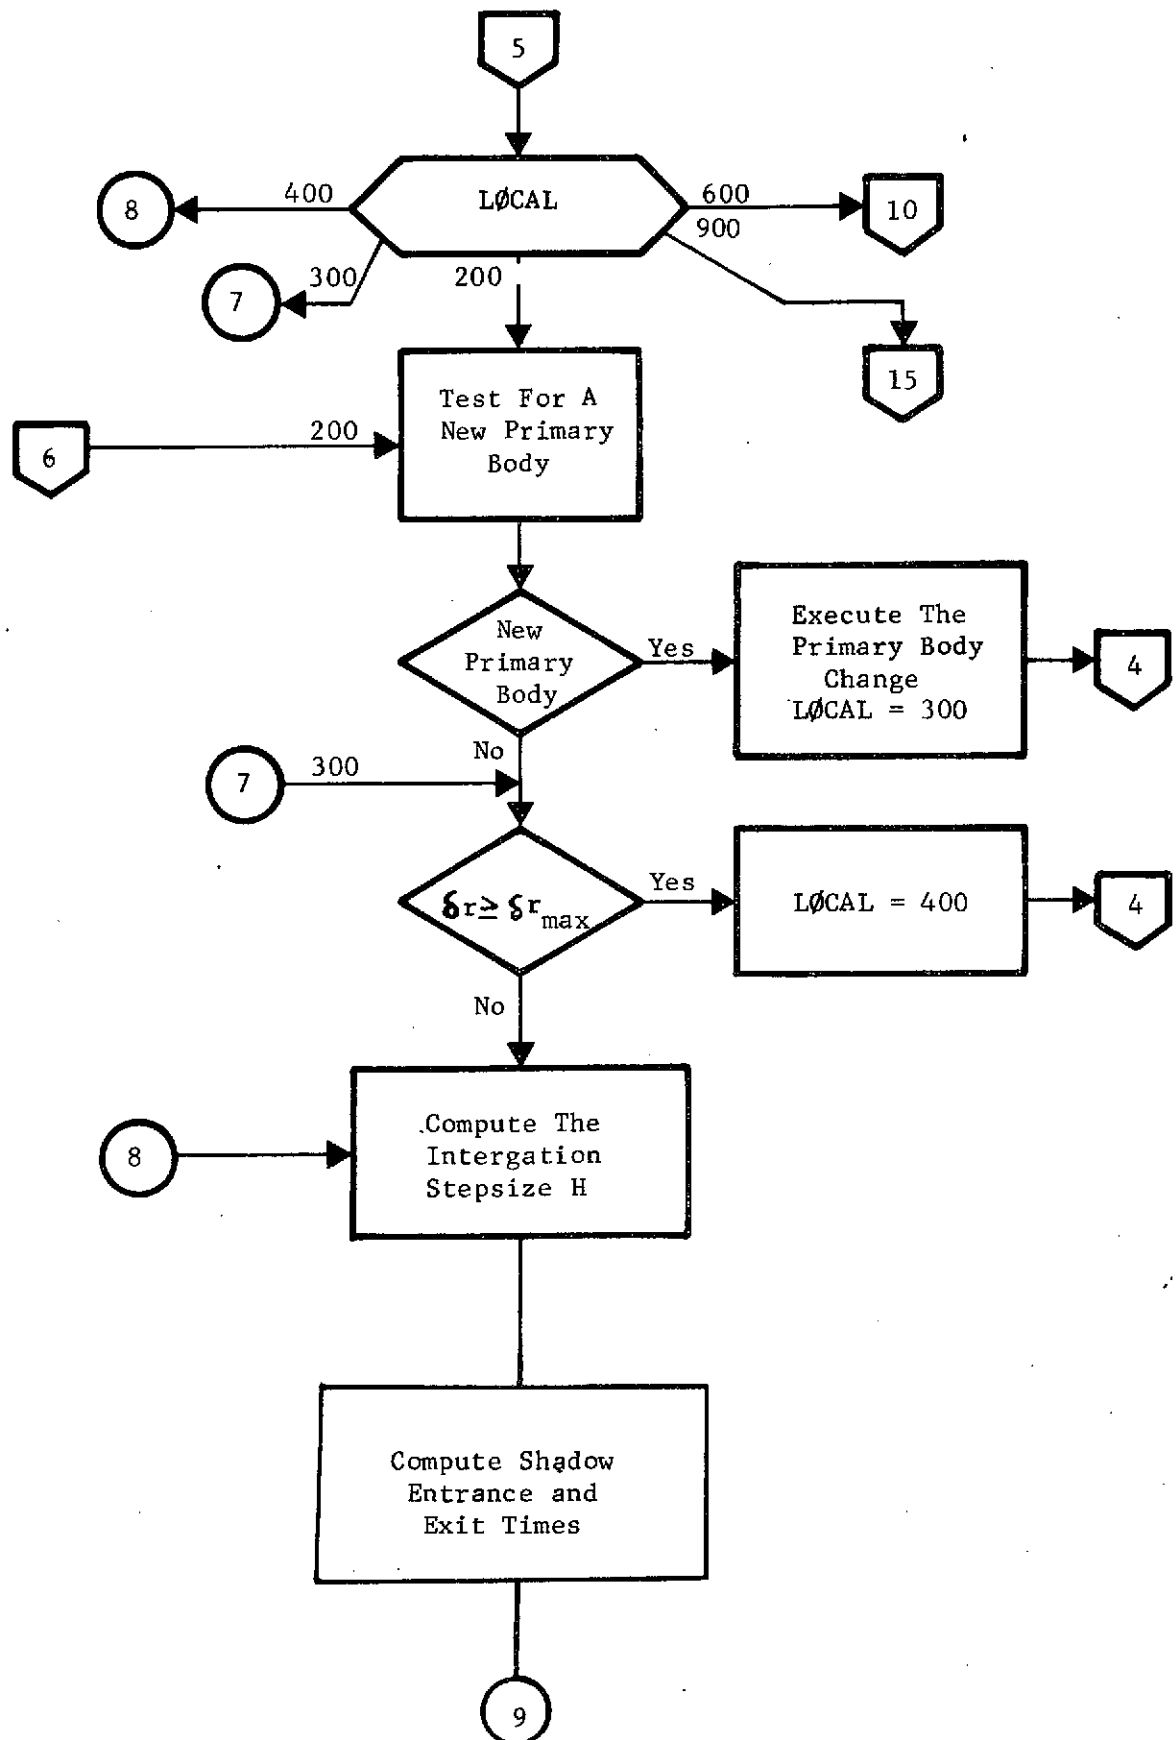 5
LØCAL
400
8
600
10
900
300
7
200
15
Test For A
New Primary
Body
200
6
New
Primary
Body
Yes
Execute The
Primary Body
Change
LØCAL = 300
4
No
7
300
δr ≥ δr max
Yes
LØCAL = 400
4
No
8
Compute The
Intergation
Stepsize H
Compute Shadow
Entrance and
Exit Times
9